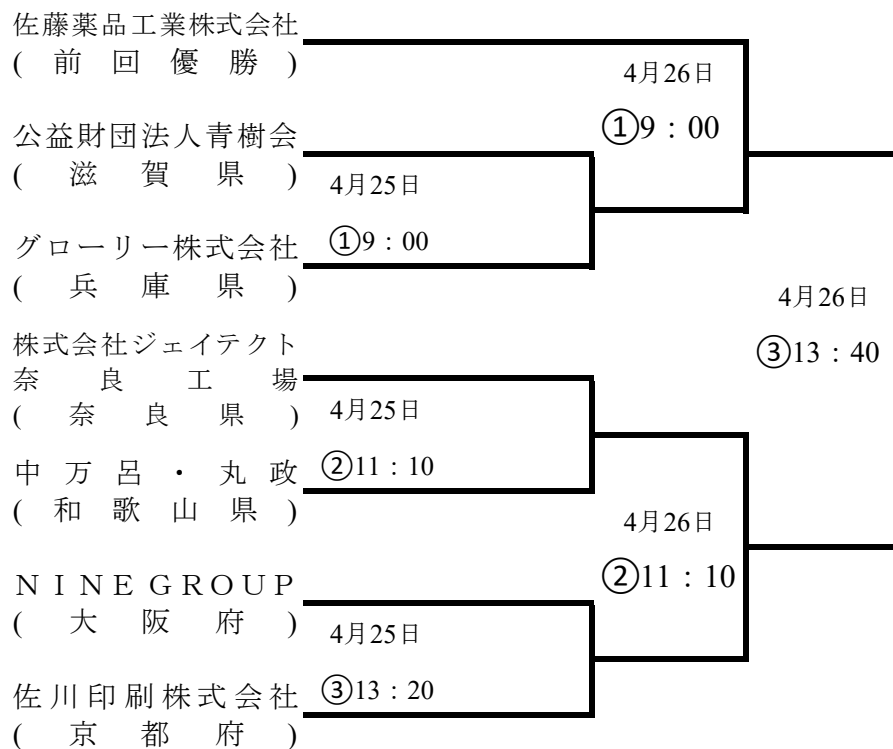 佐藤薬品工業株式会社
(前回優勝)
4月26日
①9：00
公益財団法人青樹会
(滋賀県)
4月25日
①9：00
グローリー株式会社
(兵庫県)
4月26日
③13：40
株式会社ジェイテクト
奈良工場
(奈良県)
4月25日
②11：10
中万呂・丸政
(和歌山県)
4月26日
②11：10
ＮＩＮＥ ＧＲＯＵＰ
(大阪府)
4月25日
③13：20
佐川印刷株式会社
(京都府)